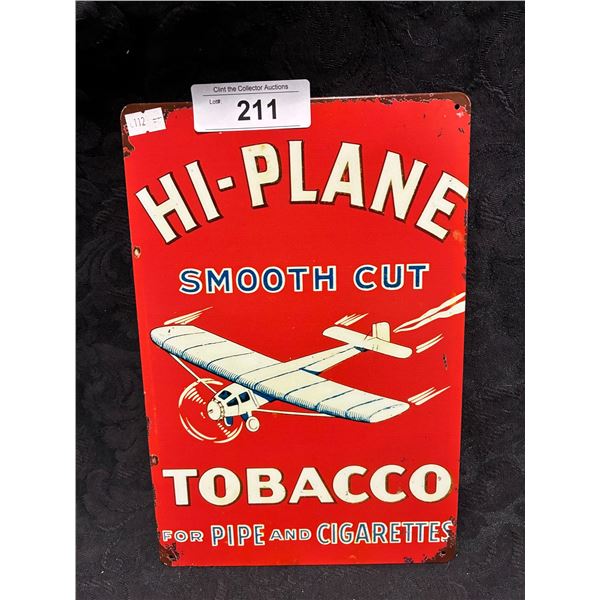 Clint the Collector Auctions
Lot#:
211
112
HI-PLANE
SMOOTH CUT
TOBACCO
FOR PIPE AND CIGARETTES